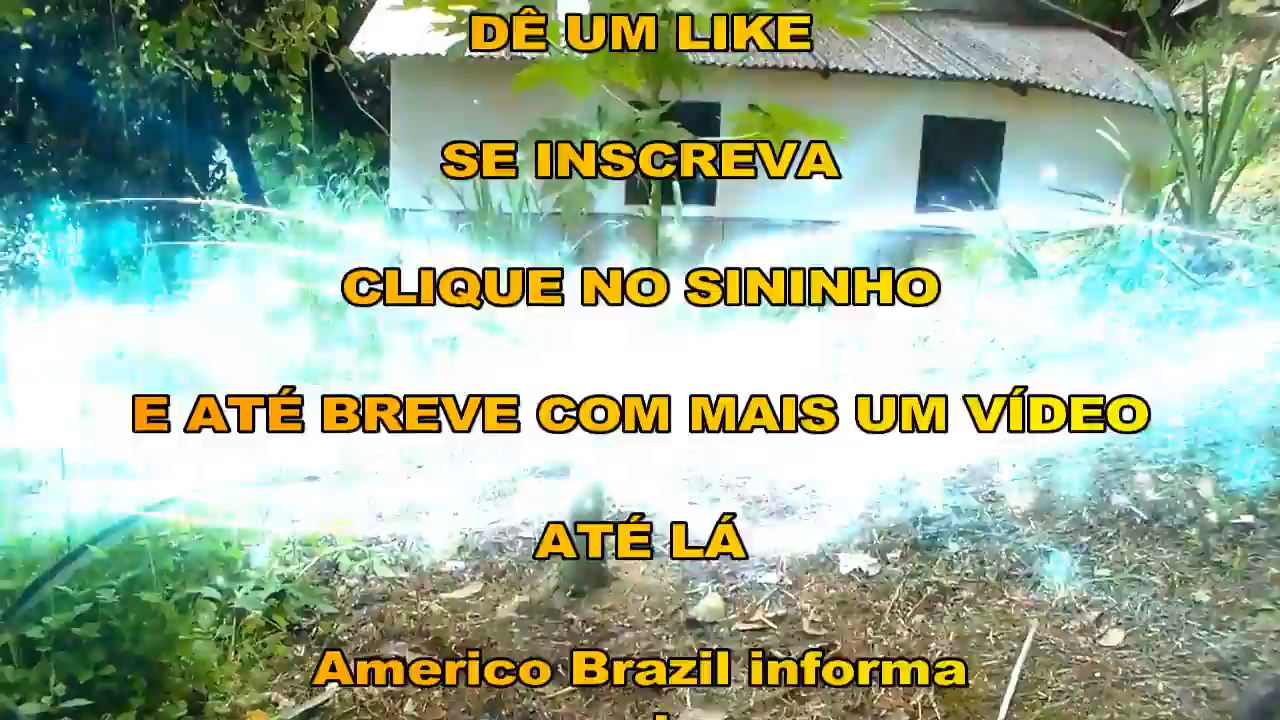 DÊ UM LIKE
SE INSCREVA
CLIQUE NO SININHO
E ATÉ BREVE COM MAIS UM VÍDEO
ATÉ LÁ
Americo Brazil informa